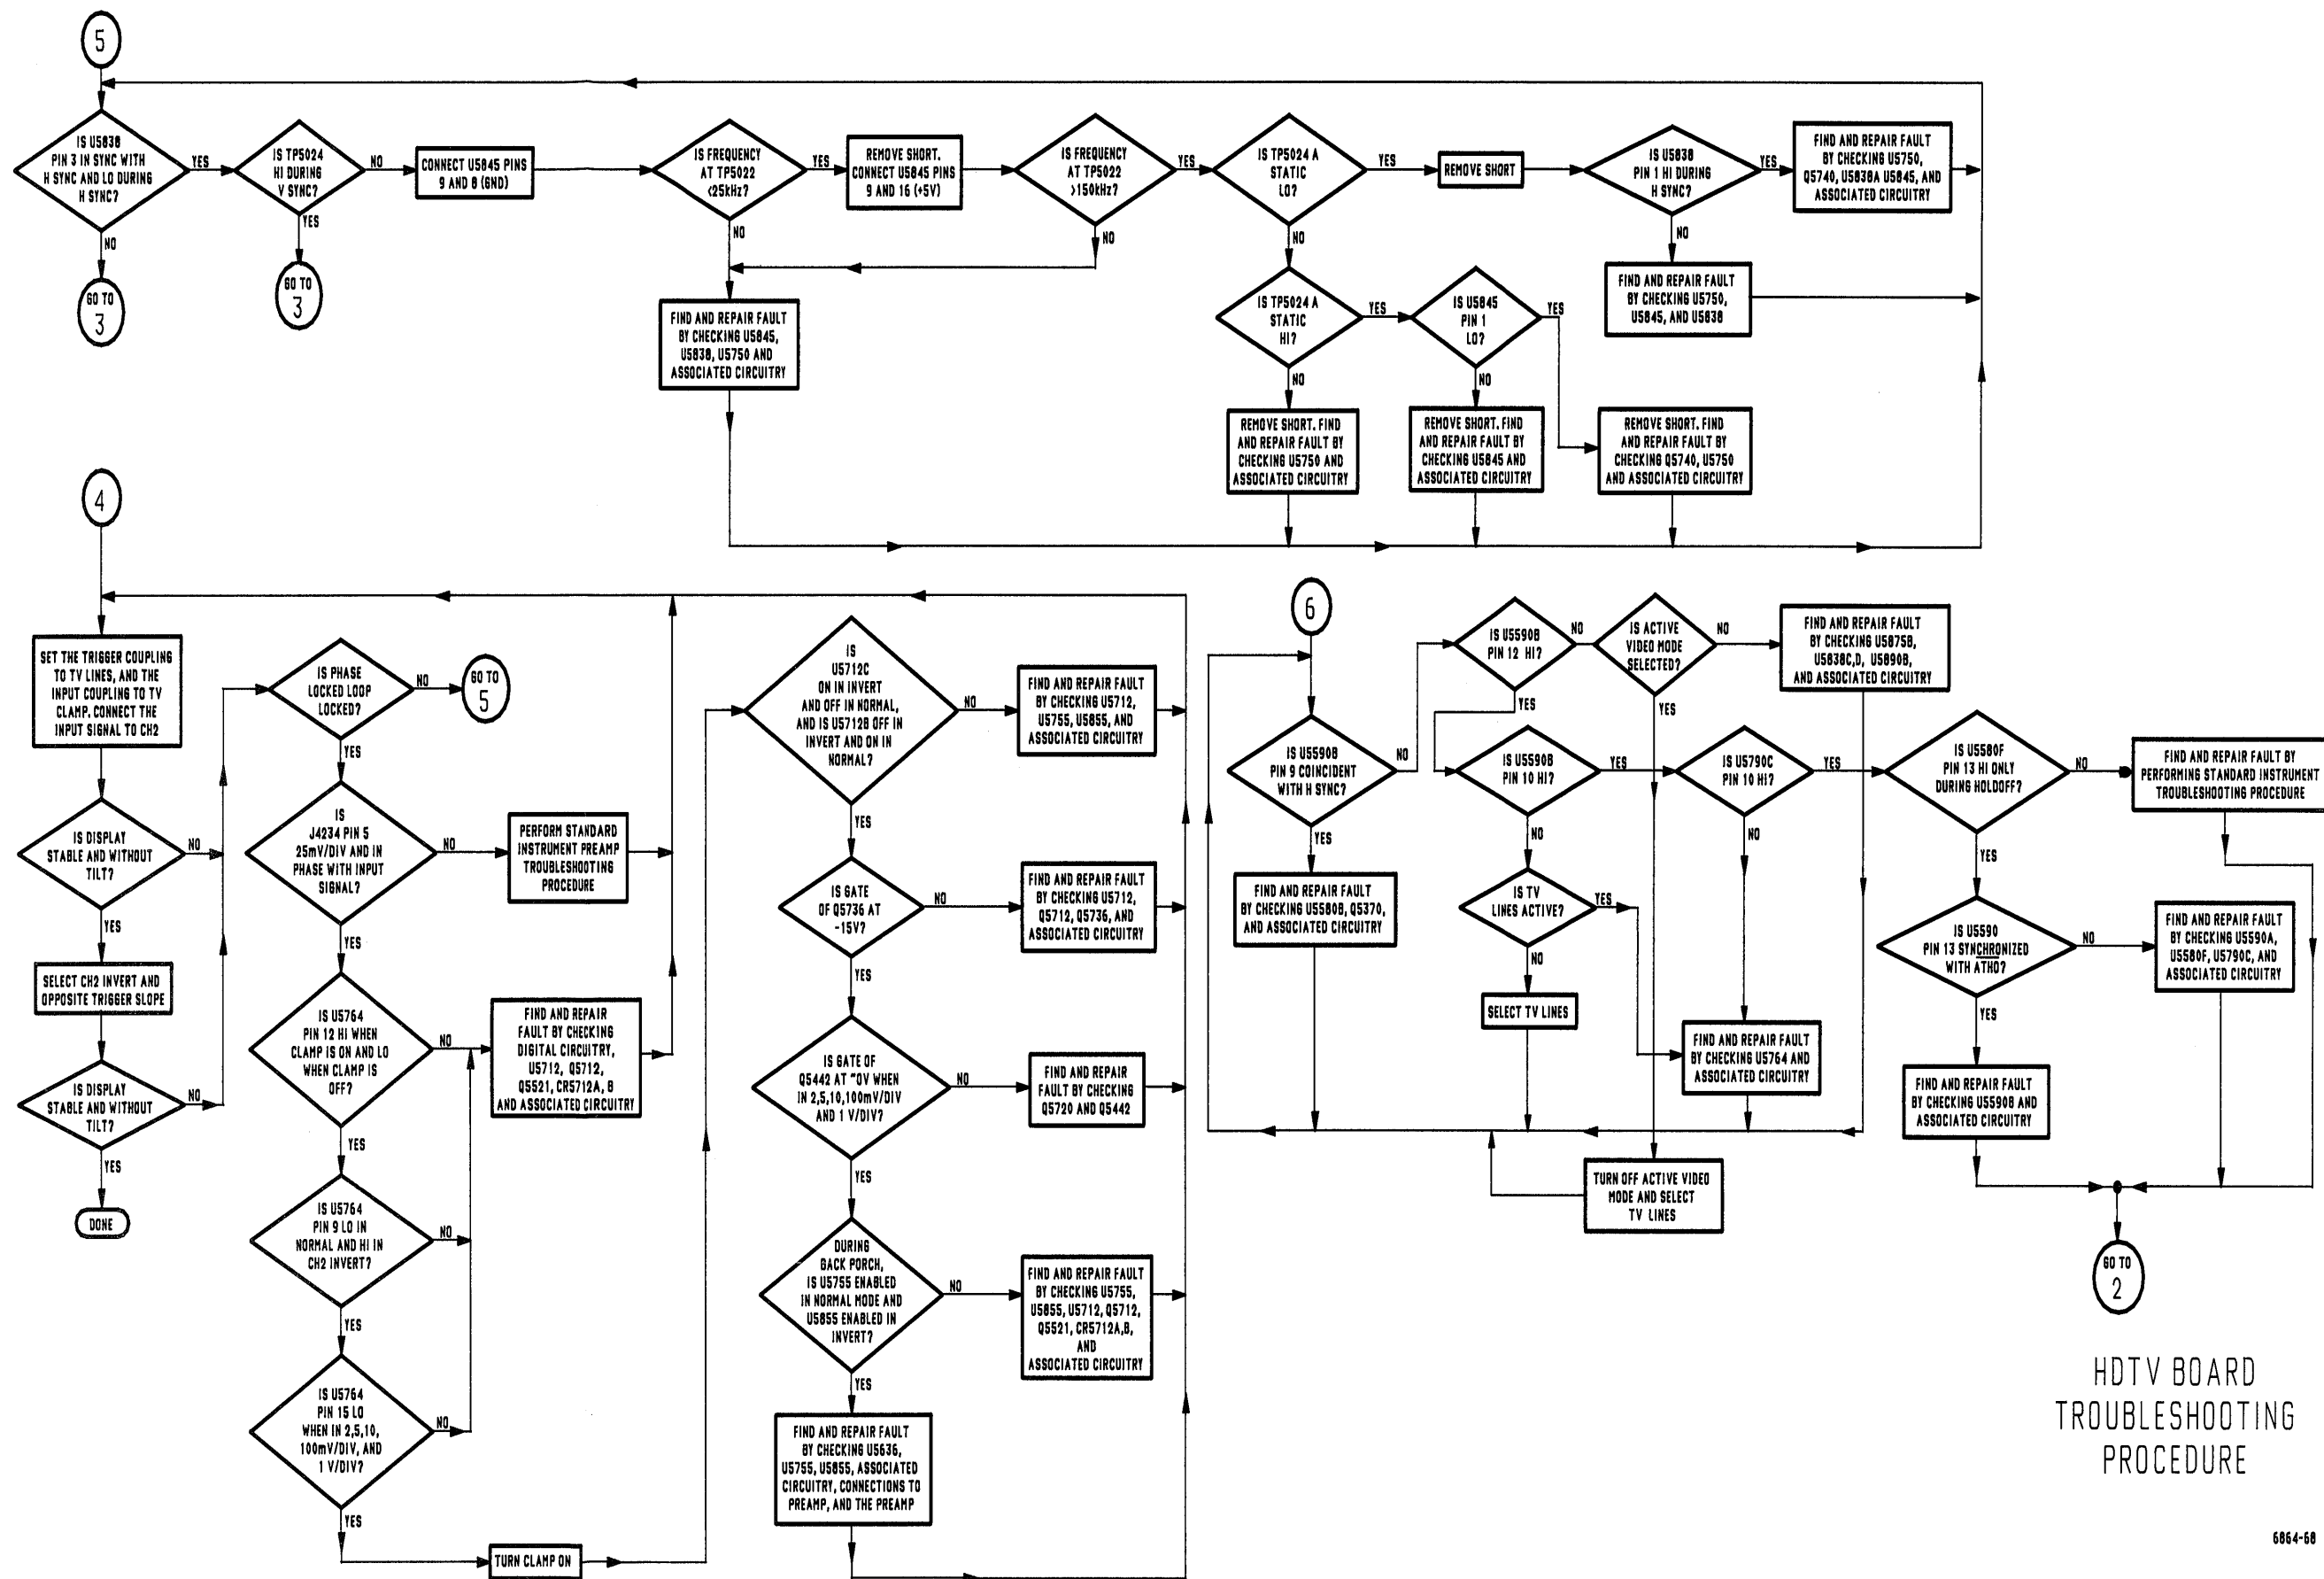 5
IS U5838
PIN 3 IN SYNC WITH
H SYNC AND LO DURING
H SYNC?
YES
NO
GO TO
3
IS TP5024
HI DURING
V SYNC?
NO
YES
GO TO
3
CONNECT U5845 PINS
9 AND 8 (GND)
IS FREQUENCY
AT TP5022
<25kHz?
YES
NO
REMOVE SHORT.
CONNECT U5845 PINS
9 AND 16 (+5V)
IS FREQUENCY
AT TP5022
>150kHz?
YES
NO
FIND AND REPAIR FAULT
BY CHECKING U5845,
U5838, U5750 AND
ASSOCIATED CIRCUITRY
IS TP5024 A
STATIC
LO?
YES
NO
REMOVE SHORT
IS U5838
PIN 1 HI DURING
H SYNC?
YES
NO
FIND AND REPAIR FAULT
BY CHECKING U5750,
Q5740, U5838A U5845, AND
ASSOCIATED CIRCUITRY
FIND AND REPAIR FAULT
BY CHECKING U5750,
U5845, AND U5838
IS TP5024 A
STATIC
HI?
YES
NO
IS U5845
PIN 1
LO?
YES
NO
REMOVE SHORT. FIND
AND REPAIR FAULT BY
CHECKING U5750 AND
ASSOCIATED CIRCUITRY
REMOVE SHORT. FIND
AND REPAIR FAULT BY
CHECKING U5845 AND
ASSOCIATED CIRCUITRY
REMOVE SHORT. FIND
AND REPAIR FAULT BY
CHECKING Q5740, U5750
AND ASSOCIATED CIRCUITRY
4
SET THE TRIGGER COUPLING
TO TV LINES, AND THE
INPUT COUPLING TO TV
CLAMP. CONNECT THE
INPUT SIGNAL TO CH2
IS DISPLAY
STABLE AND WITHOUT
TILT?
NO
YES
SELECT CH2 INVERT AND
OPPOSITE TRIGGER SLOPE
IS DISPLAY
STABLE AND WITHOUT
TILT?
NO
YES
DONE
IS PHASE
LOCKED LOOP
LOCKED?
NO
GO TO
5
YES
IS
J4234 PIN 5
25mV/DIV AND IN
PHASE WITH INPUT
SIGNAL?
NO
YES
PERFORM STANDARD
INSTRUMENT PREAMP
TROUBLESHOOTING
PROCEDURE
IS U5764
PIN 12 HI WHEN
CLAMP IS ON AND LO
WHEN CLAMP IS
OFF?
NO
YES
FIND AND REPAIR
FAULT BY CHECKING
DIGITAL CIRCUITRY,
U5712, Q5712,
Q5521, CR5712A, B
AND ASSOCIATED CIRCUITRY
IS U5764
PIN 9 LO IN
NORMAL AND HI IN
CH2 INVERT?
NO
YES
IS U5764
PIN 15 LO
WHEN IN 2,5,10,
100mV/DIV, AND
1 V/DIV?
NO
YES
TURN CLAMP ON
IS
U5712C
ON IN INVERT
AND OFF IN NORMAL,
AND IS U5712B OFF IN
INVERT AND ON IN
NORMAL?
NO
YES
FIND AND REPAIR FAULT
BY CHECKING U5712,
U5755, U5855, AND
ASSOCIATED CIRCUITRY
IS GATE
OF Q5736 AT
-15V?
NO
YES
FIND AND REPAIR FAULT
BY CHECKING U5712,
Q5712, Q5736, AND
ASSOCIATED CIRCUITRY
IS GATE OF
Q5442 AT ~0V WHEN
IN 2,5,10,100mV/DIV
AND 1 V/DIV?
NO
YES
FIND AND REPAIR
FAULT BY CHECKING
Q5720 AND Q5442
DURING
BACK PORCH,
IS U5755 ENABLED
IN NORMAL MODE AND
U5855 ENABLED IN
INVERT?
NO
YES
FIND AND REPAIR FAULT
BY CHECKING U5755,
U5855, U5712, Q5712,
Q5521, CR5712A,B,
AND
ASSOCIATED CIRCUITRY
FIND AND REPAIR FAULT
BY CHECKING U5636,
U5755, U5855, ASSOCIATED
CIRCUITRY, CONNECTIONS TO
PREAMP, AND THE PREAMP
6
IS U5590B
PIN 9 COINCIDENT
WITH H SYNC?
NO
YES
FIND AND REPAIR FAULT
BY CHECKING U5580B, Q5370,
AND ASSOCIATED CIRCUITRY
IS U5590B
PIN 12 HI?
NO
YES
IS ACTIVE
VIDEO MODE
SELECTED?
NO
YES
FIND AND REPAIR FAULT
BY CHECKING U5875B,
U5838C,D, U5890B,
AND ASSOCIATED CIRCUITRY
IS U5590B
PIN 10 HI?
YES
NO
IS U5790C
PIN 10 HI?
YES
NO
IS TV
LINES ACTIVE?
YES
NO
SELECT TV LINES
FIND AND REPAIR FAULT
BY CHECKING U5764 AND
ASSOCIATED CIRCUITRY
TURN OFF ACTIVE VIDEO
MODE AND SELECT
TV LINES
IS U5580F
PIN 13 HI ONLY
DURING HOLDOFF?
NO
YES
FIND AND REPAIR FAULT BY
PERFORMING STANDARD INSTRUMENT
TROUBLESHOOTING PROCEDURE
IS U5590
PIN 13 SYNCHRONIZED
WITH ATHO?
NO
YES
FIND AND REPAIR FAULT
BY CHECKING U5590A,
U5580F, U5790C, AND
ASSOCIATED CIRCUITRY
FIND AND REPAIR FAULT
BY CHECKING U5590B AND
ASSOCIATED CIRCUITRY
GO TO
2
HDTV BOARD
TROUBLESHOOTING
PROCEDURE
6864-68